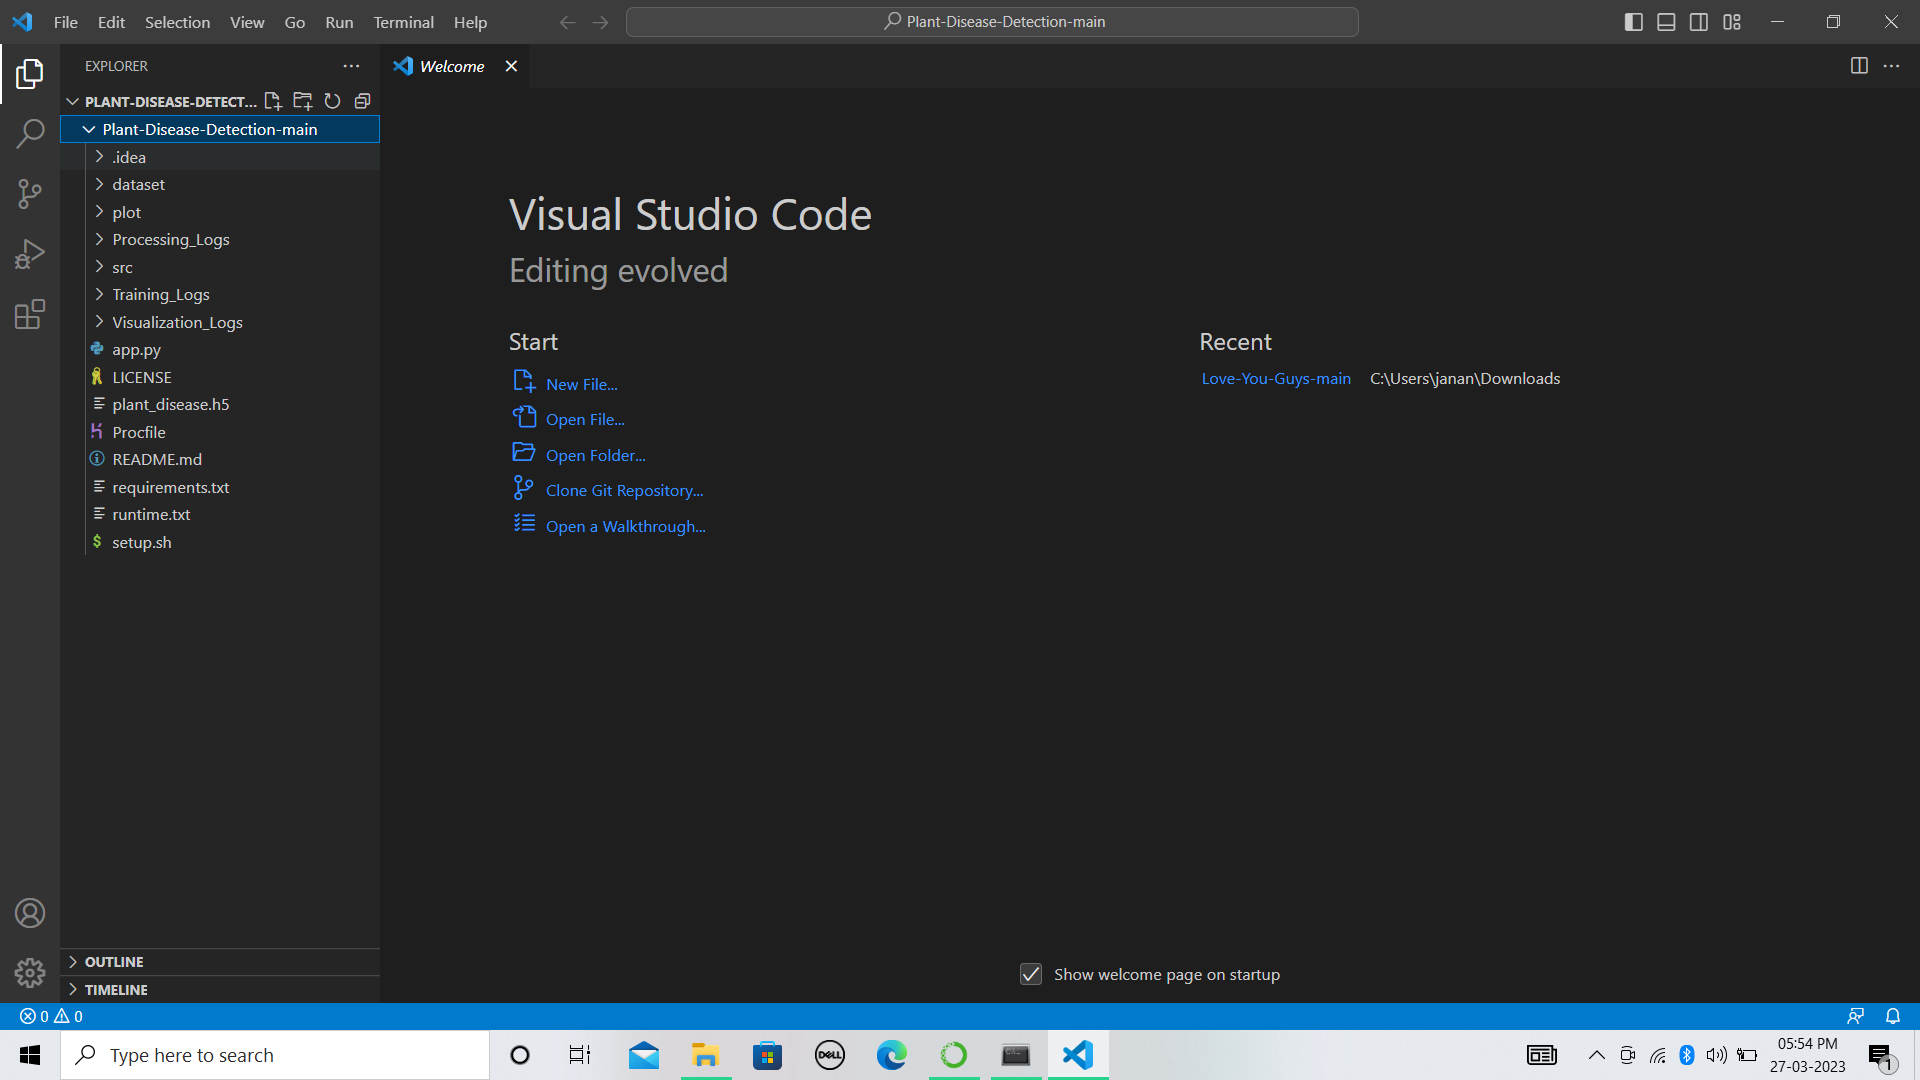 File Edit Selection View Go Run Terminal Help
Plant-Disease-Detection-main
EXPLORER
Welcome
PLANT-DISEASE-DETECT...
Plant-Disease-Detection-main
.idea
dataset
plot
Processing_Logs
src
Training_Logs
Visualization_Logs
app.py
LICENSE
plant_disease.h5
Procfile
README.md
requirements.txt
runtime.txt
setup.sh
Visual Studio Code
Editing evolved
Start
New File...
Open File...
Open Folder...
Clone Git Repository...
Open a Walkthrough...
Recent
Love-You-Guys-main C:\Users\janan\Downloads
Show welcome page on startup
OUTLINE
TIMELINE
0 0
Type here to search
DELL
05:54 PM
27-03-2023
1